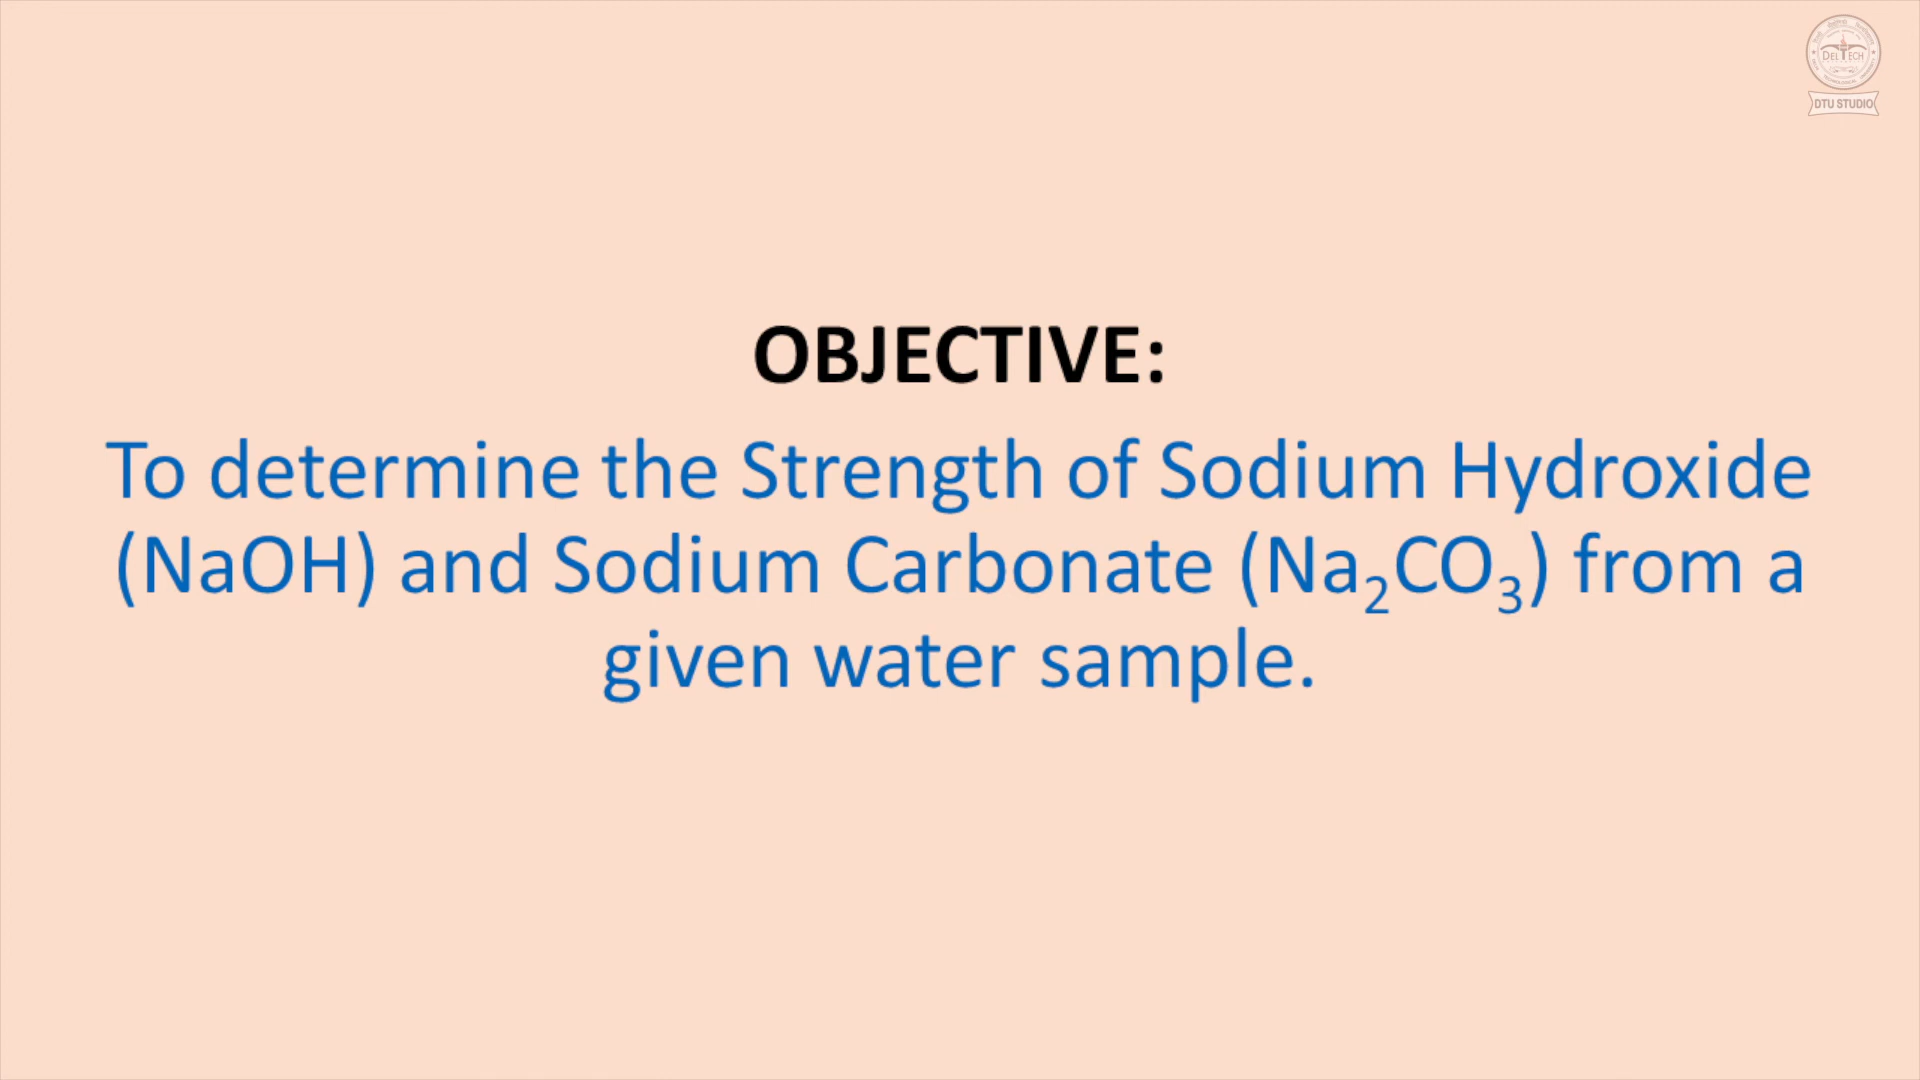 DELTECH
DTU STUDIO
OBJECTIVE:
To determine the Strength of Sodium Hydroxide
(NaOH) and Sodium Carbonate (Na₂CO₃) from a
given water sample.